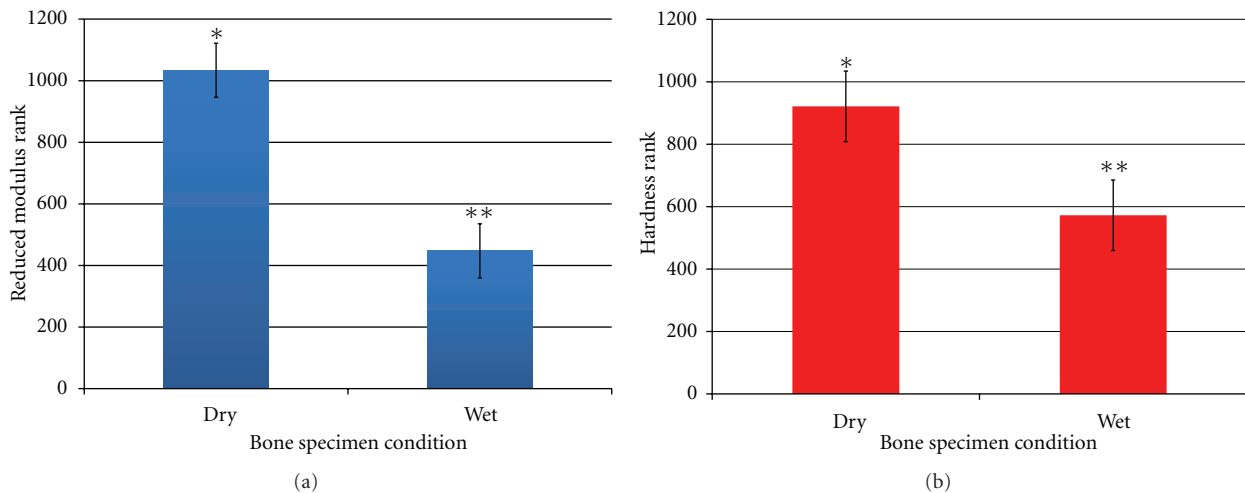 1200
1000
800
600
400
200
0
Reduced modulus rank
*
**
Dry Wet
Bone specimen condition
(a)
1200
1000
800
600
400
200
0
Hardness rank
*
**
Dry Wet
Bone specimen condition
(b)